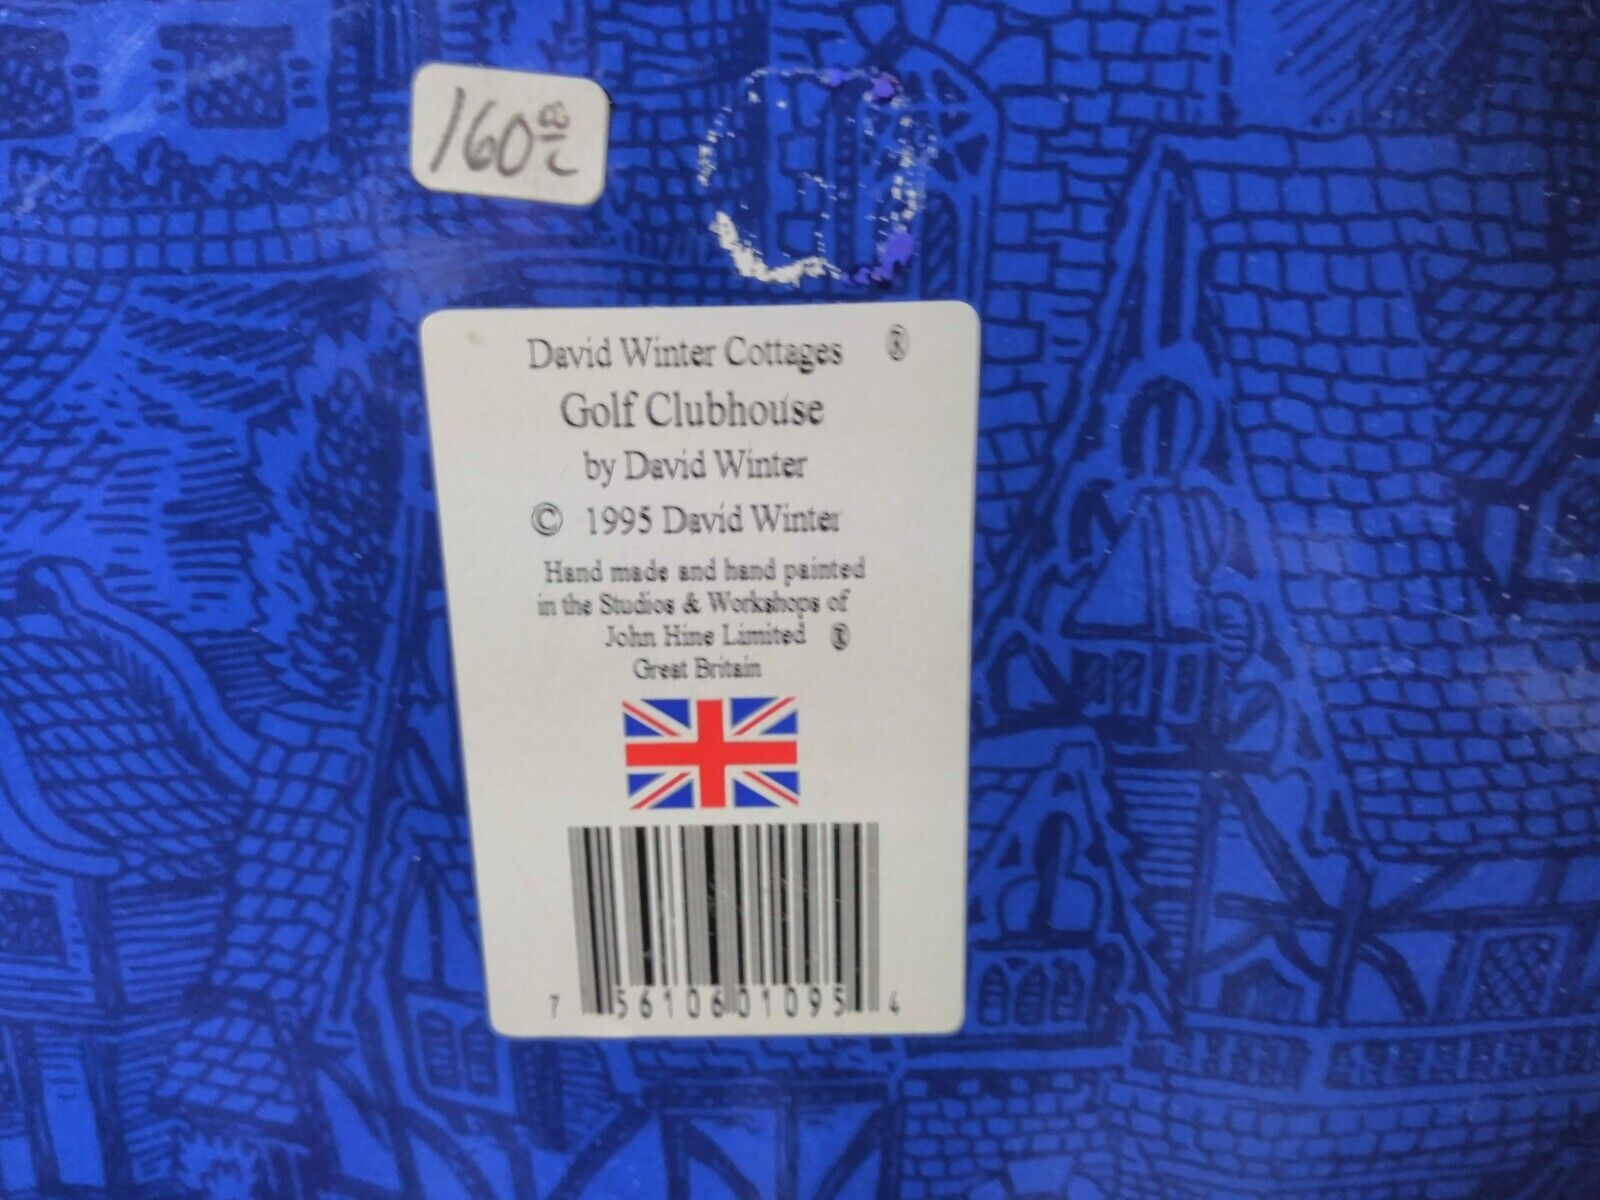 160 00
David Winter Cottages ®
Golf Clubhouse
by David Winter
© 1995 David Winter
Hand made and hand painted
in the Studios & Workshops of
John Hine Limited ®
Great Britain
7 56106 01095 4